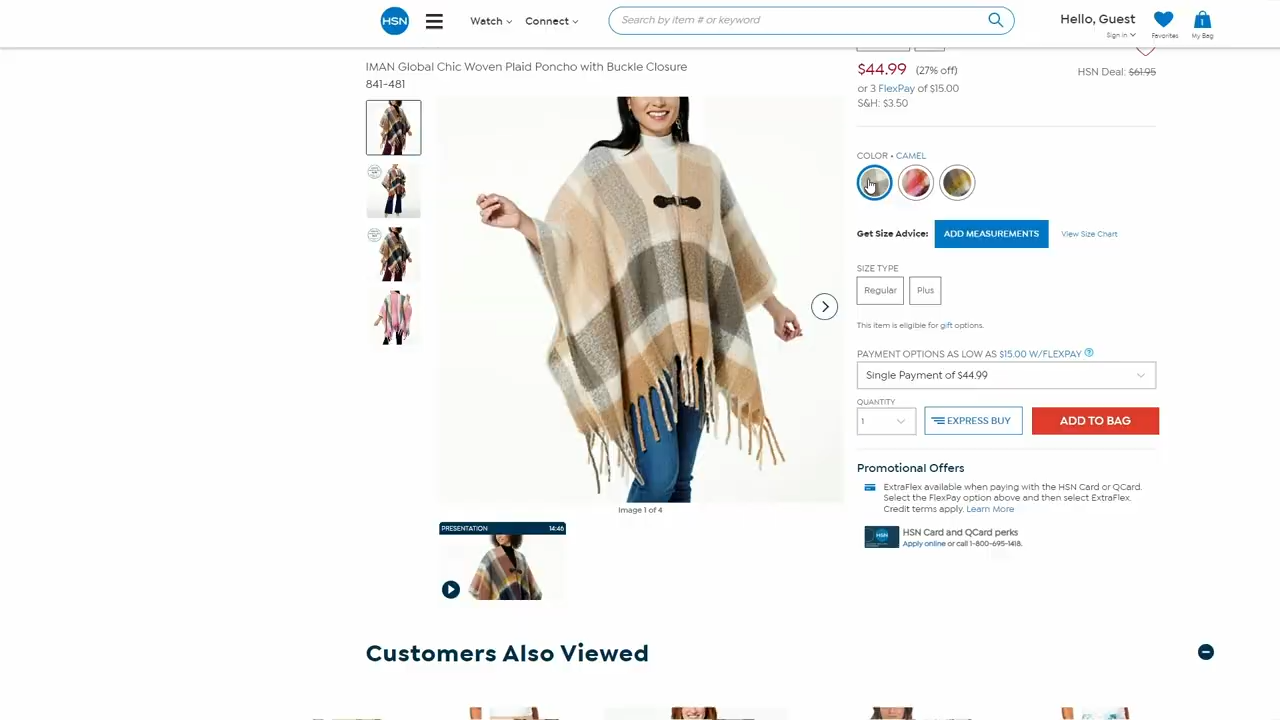 HSN
Watch
Connect
Search by item # or keyword
Hello, Guest
Sign in
Favorites
1
My Bag
IMAN Global Chic Woven Plaid Poncho with Buckle Closure
841-481
$44.99 (27% off)
HSN Deal: $61.95
or 3 FlexPay of $15.00
S&H: $3.50
COLOR • CAMEL
Get Size Advice: ADD MEASUREMENTS View Size Chart
SIZE TYPE
Regular Plus
This item is eligible for gift options.
PAYMENT OPTIONS AS LOW AS $15.00 W/FLEXPAY ?
Single Payment of $44.99
QUANTITY
1
EXPRESS BUY
ADD TO BAG
Image 1 of 4
Promotional Offers
ExtraFlex available when paying with the HSN Card or QCard.
Select the FlexPay option above and then select ExtraFlex.
Credit terms apply. Learn More
HSN
HSN Card and QCard perks
Apply online or call 1-800-695-1418.
PRESENTATION 14:46
Customers Also Viewed